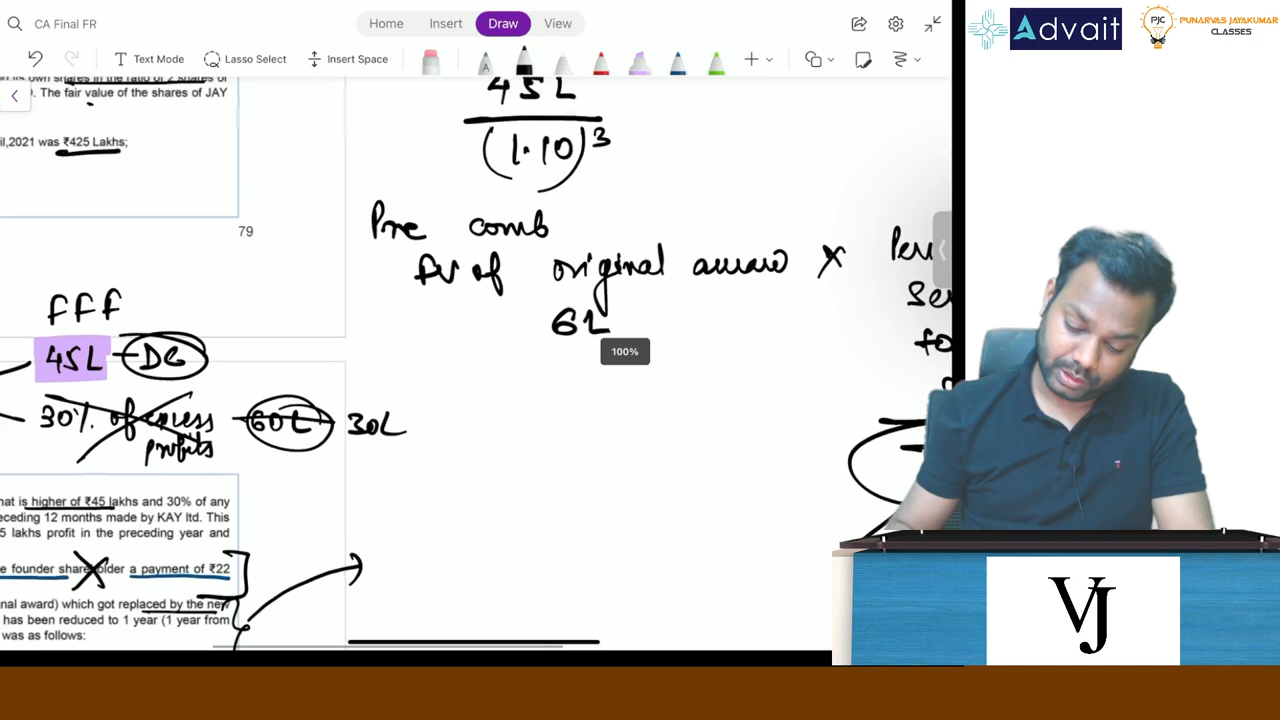 CA Final FR
Home Insert Draw View
Advait
PJC
PUNARVAS JAYAKUMAR
CLASSES
Text Mode
Lasso Select
Insert Space
its own shares in the ratio of 2 shares of
. The fair value of the shares of JAY
il,2021 was ₹425 Lakhs;
79
45L
(1.10)3
Pre comb
FV of original award ×
6L
100%
fff
45L - DC
30% of excess profits
60L
30L
hat is higher of ₹45 lakhs and 30% of any
eceding 12 months made by KAY ltd. This
5 lakhs profit in the preceding year and
e founder shareholder a payment of ₹22
nal award) which got replaced by the new
has been reduced to 1 year (1 year from
was as follows:
VJ